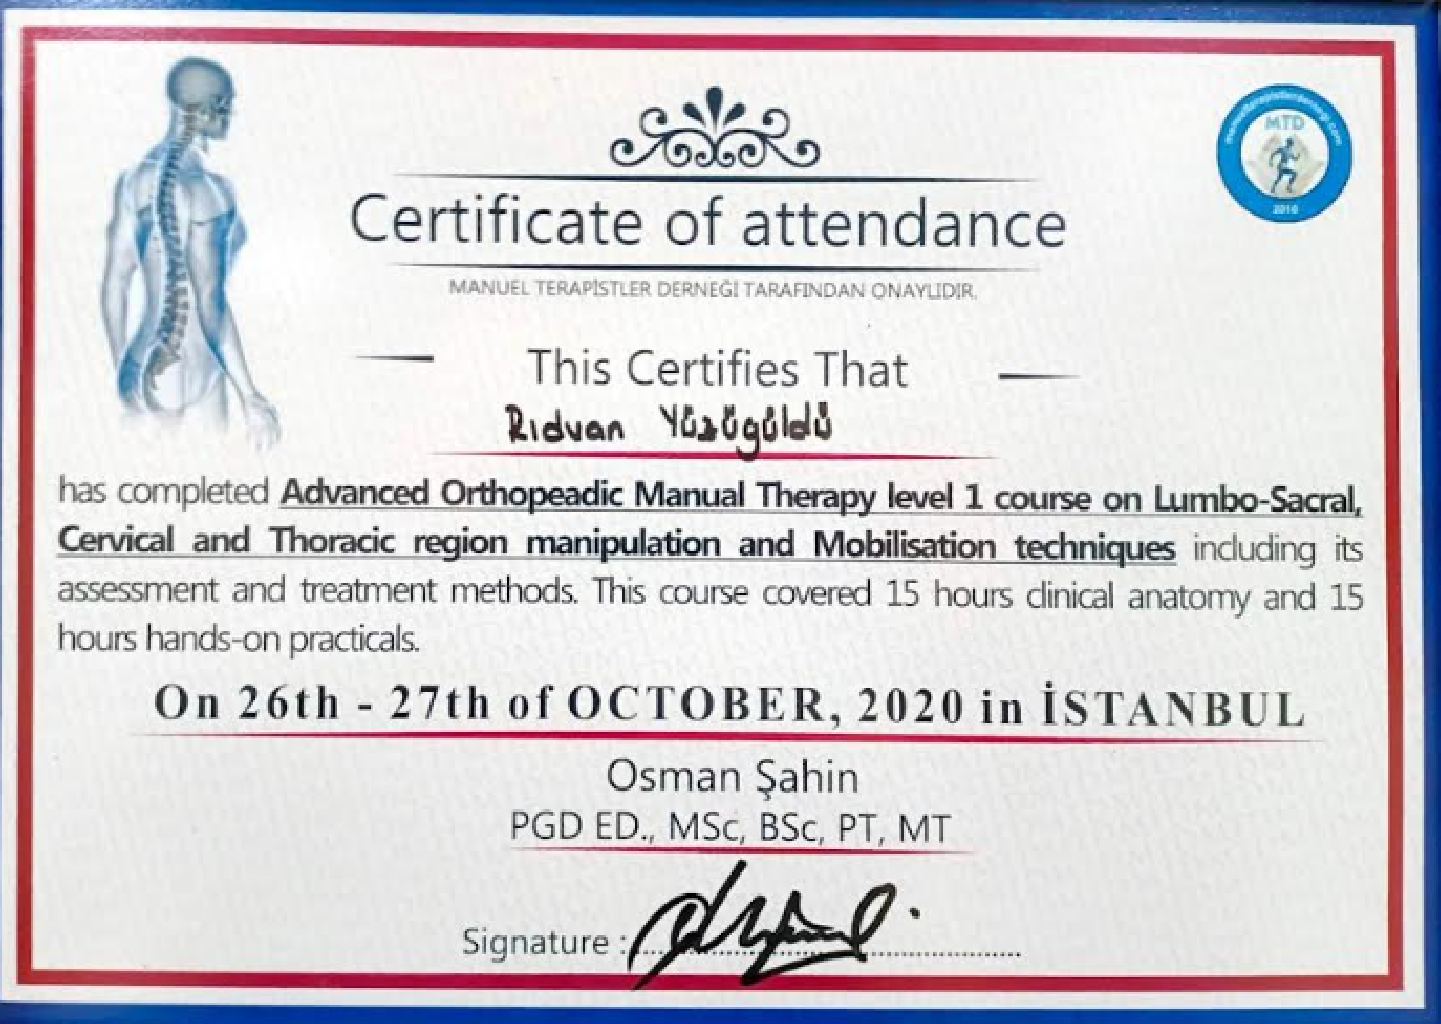 manuelterapistlerdernegi.com
MTD
2016
Certificate of attendance
MANUEL TERAPİSTLER DERNEĞİ TARAFINDAN ONAYLIDIR.
This Certifies That
Rıdvan Yüzügüldü
has completed Advanced Orthopeadic Manual Therapy level 1 course on Lumbo-Sacral,
Cervical and Thoracic region manipulation and Mobilisation techniques including its
assessment and treatment methods. This course covered 15 hours clinical anatomy and 15
hours hands-on practicals.
On 26th - 27th of OCTOBER, 2020 in İSTANBUL
Osman Şahin
PGD ED., MSc, BSc, PT, MT
Signature :